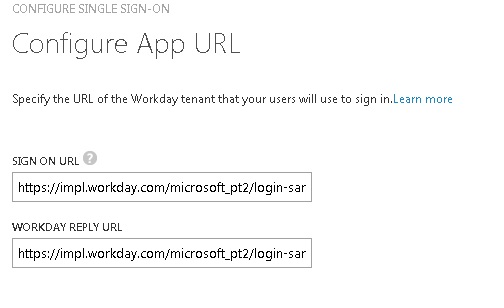 CONFIGURE SINGLE SIGN-ON
Configure App URL
Specify the URL of the Workday tenant that your users will use to sign in.Learn more
SIGN ON URL ?
https://impl.workday.com/microsoft_pt2/login-sar
WORKDAY REPLY URL
https://impl.workday.com/microsoft_pt2/login-sar